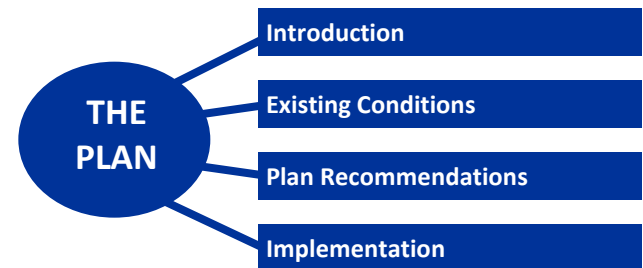 THE
PLAN
Introduction
Existing Conditions
Plan Recommendations
Implementation